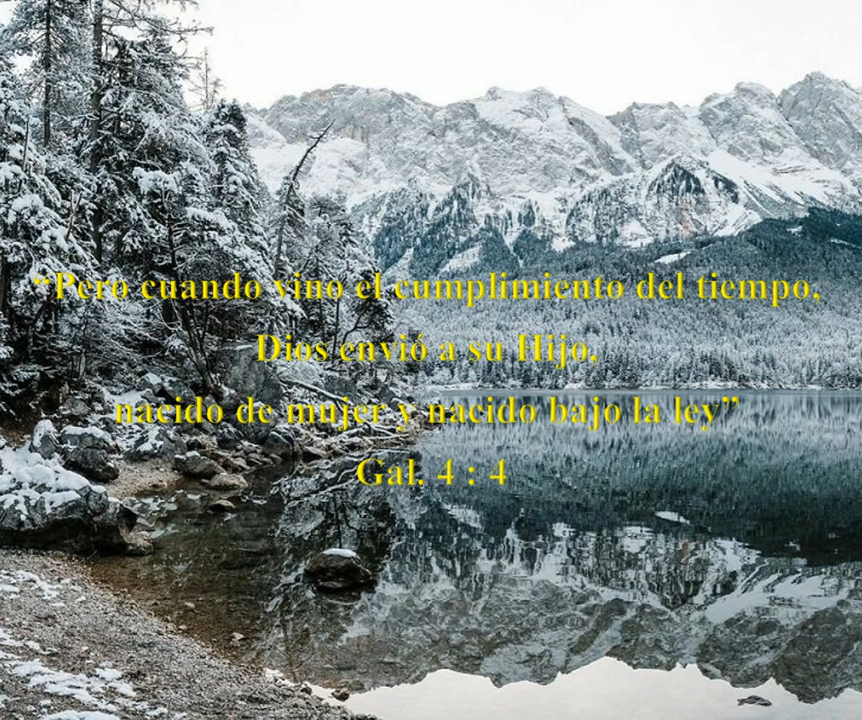 “Pero cuando vino el cumplimiento del tiempo,
Dios envió a su Hijo,
nacido de mujer y nacido bajo la ley”
Gal. 4 : 4